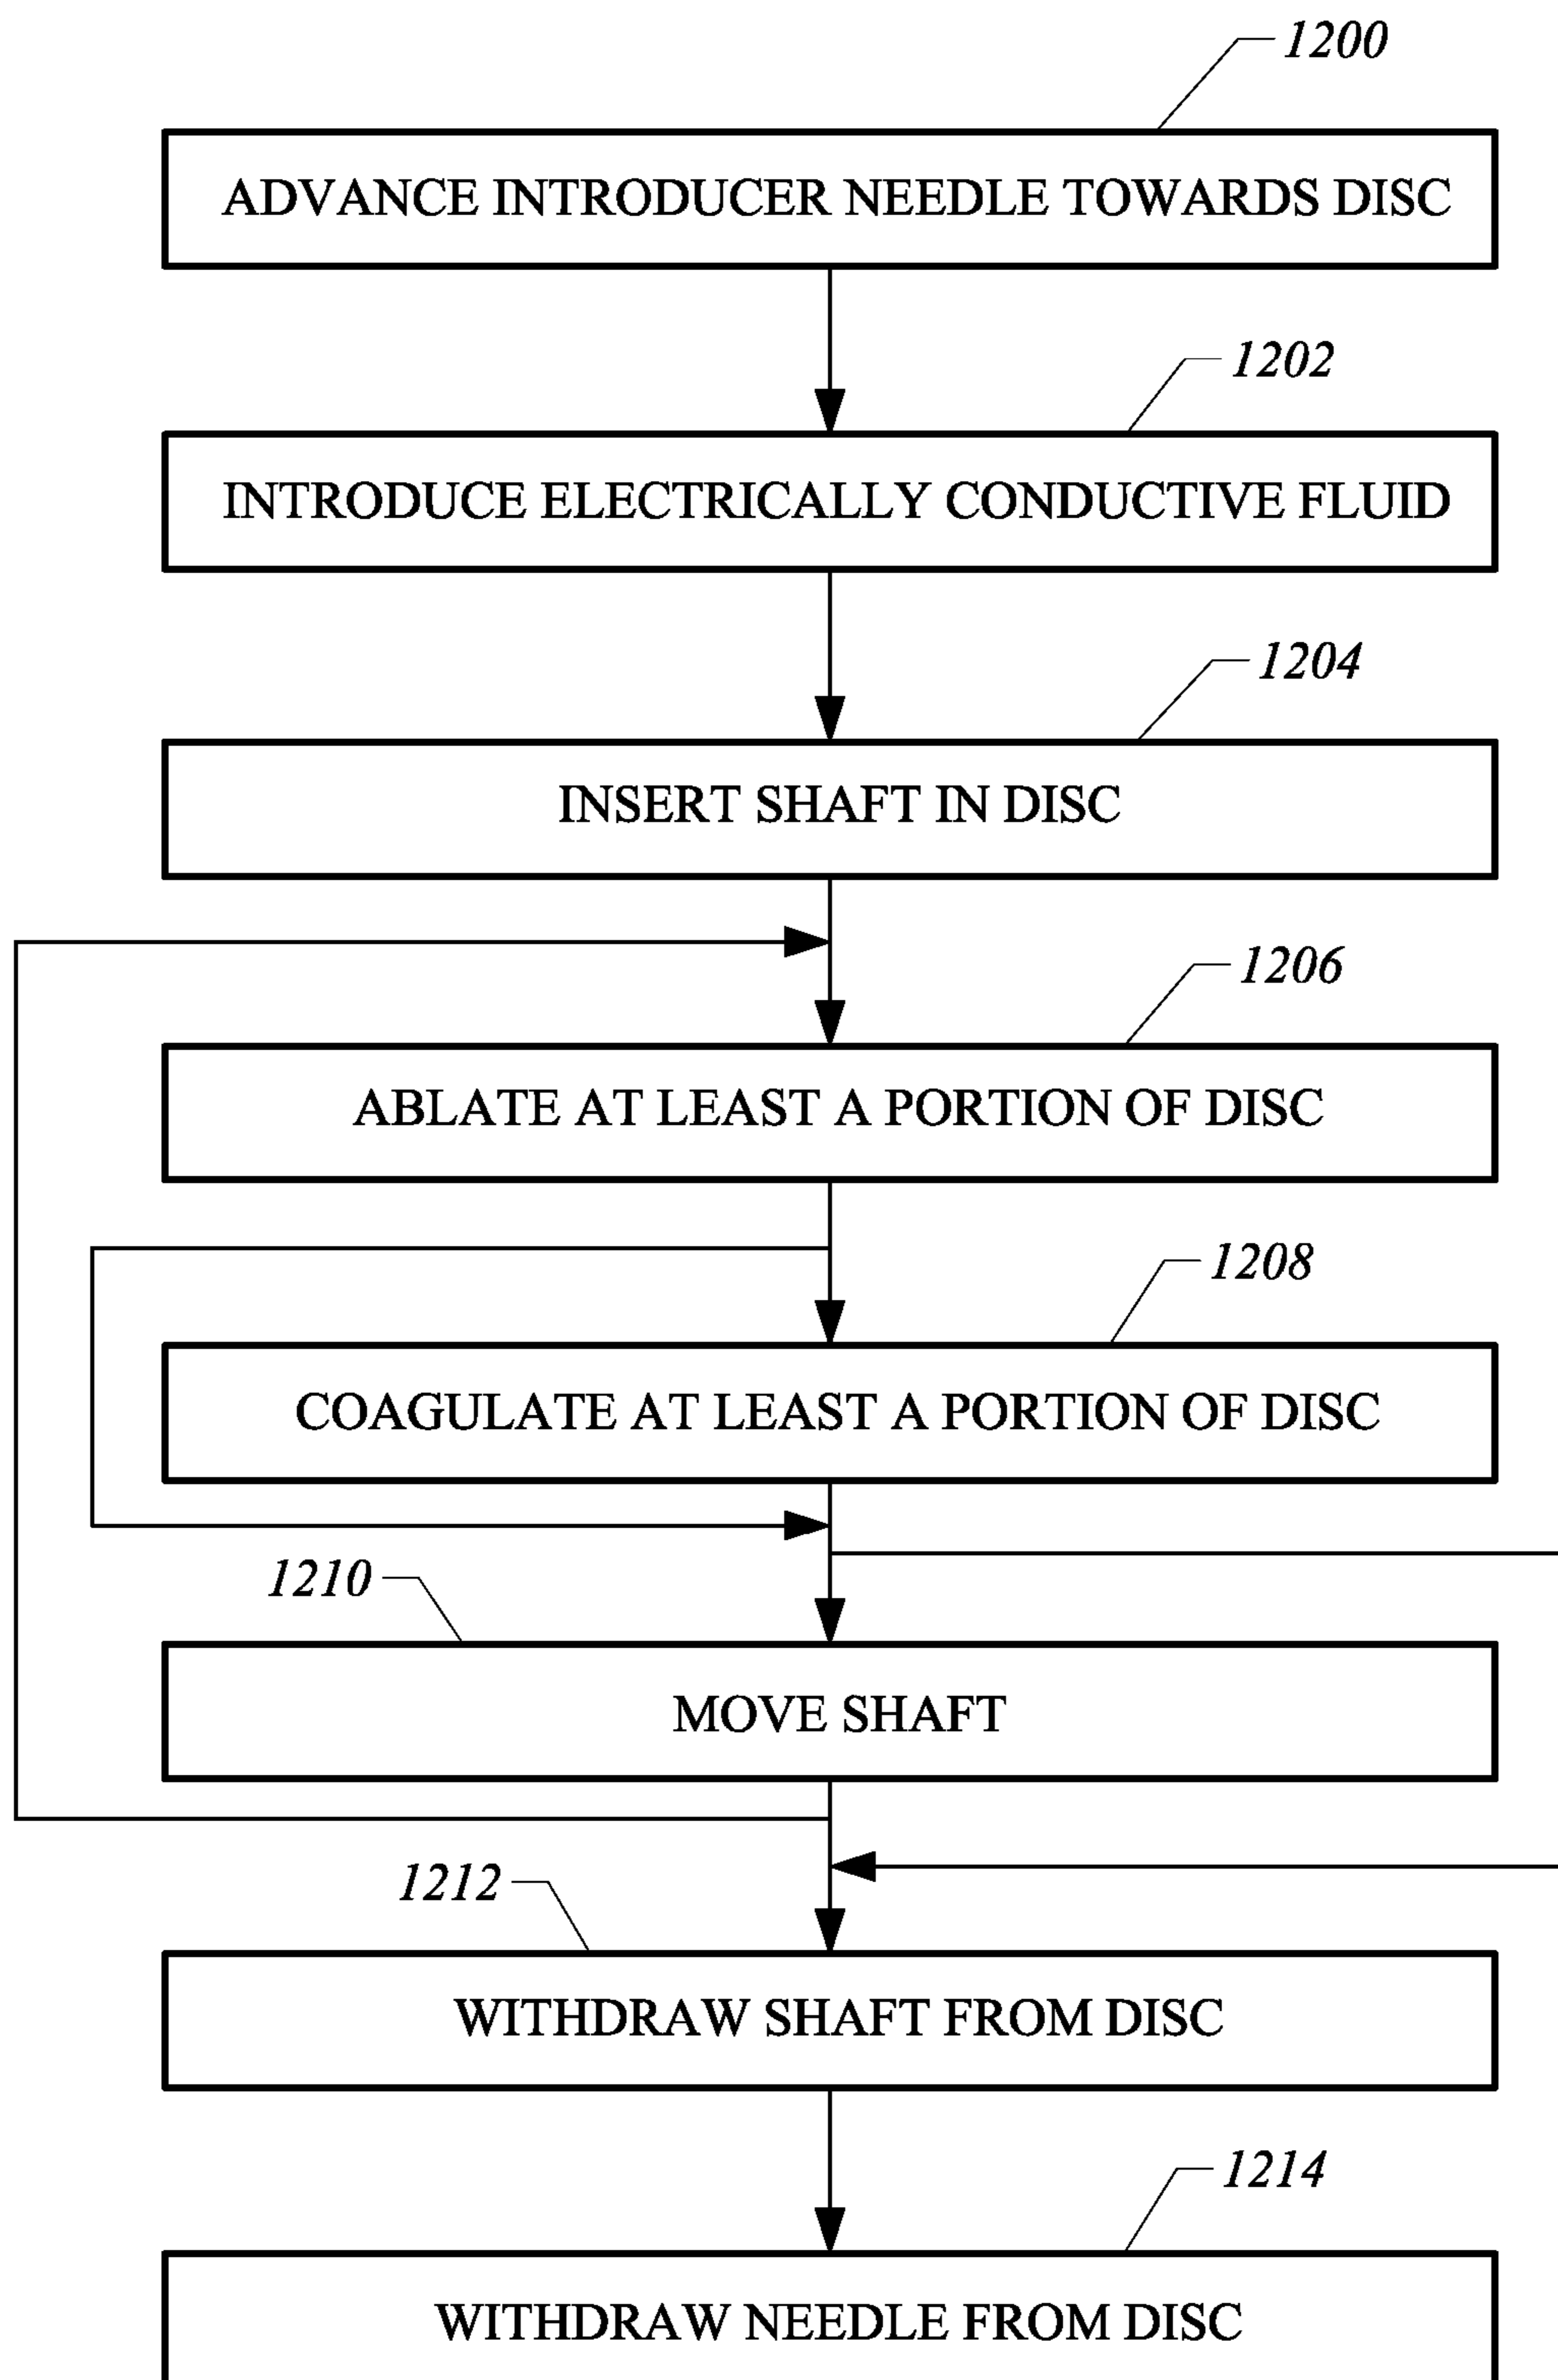 1200
ADVANCE INTRODUCER NEEDLE TOWARDS DISC
1202
INTRODUCE ELECTRICALLY CONDUCTIVE FLUID
1204
INSERT SHAFT IN DISC
1206
ABLATE AT LEAST A PORTION OF DISC
1208
COAGULATE AT LEAST A PORTION OF DISC
1210
MOVE SHAFT
1212
WITHDRAW SHAFT FROM DISC
1214
WITHDRAW NEEDLE FROM DISC